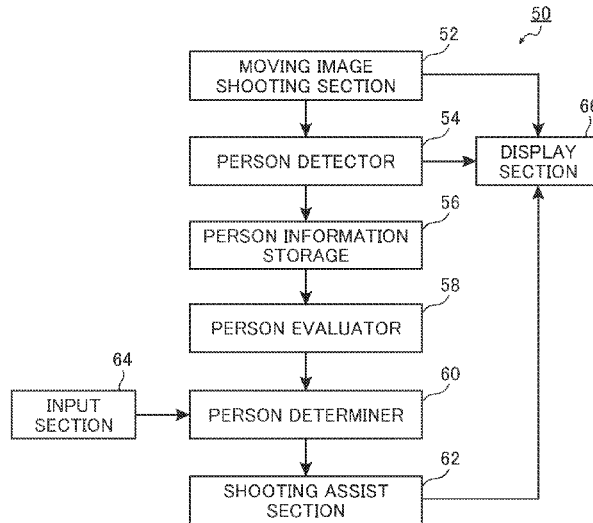 50
52
MOVING IMAGE
SHOOTING SECTION
54
66
PERSON DETECTOR
DISPLAY
SECTION
56
PERSON INFORMATION
STORAGE
58
PERSON EVALUATOR
64
60
INPUT
SECTION
PERSON DETERMINER
62
SHOOTING ASSIST
SECTION